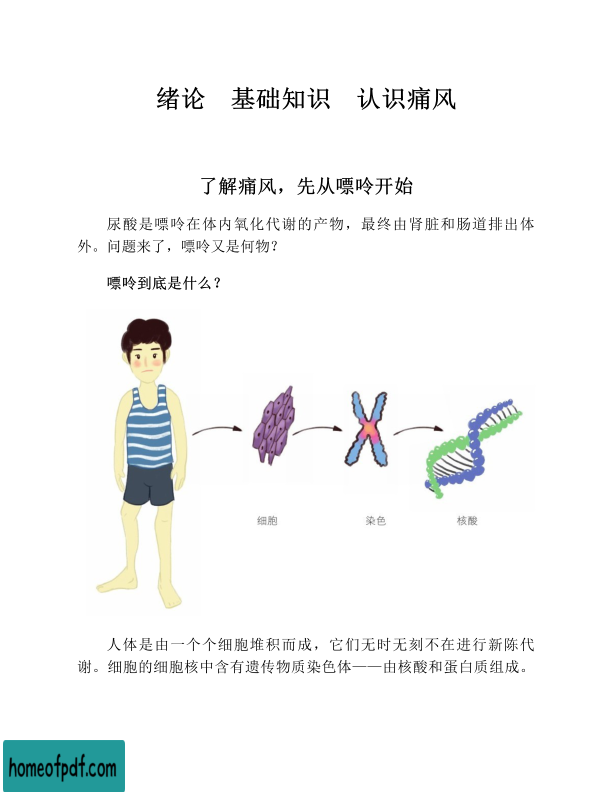 绪论　基础知识　认识痛风
了解痛风，先从嘌呤开始
尿酸是嘌呤在体内氧化代谢的产物，最终由肾脏和肠道排出体
外。问题来了，嘌呤又是何物？
嘌呤到底是什么？
细胞　染色　核酸
人体是由一个个细胞堆积而成，它们无时无刻不在进行新陈代
谢。细胞的细胞核中含有遗传物质染色体——由核酸和蛋白质组成。
homeofpdf.com